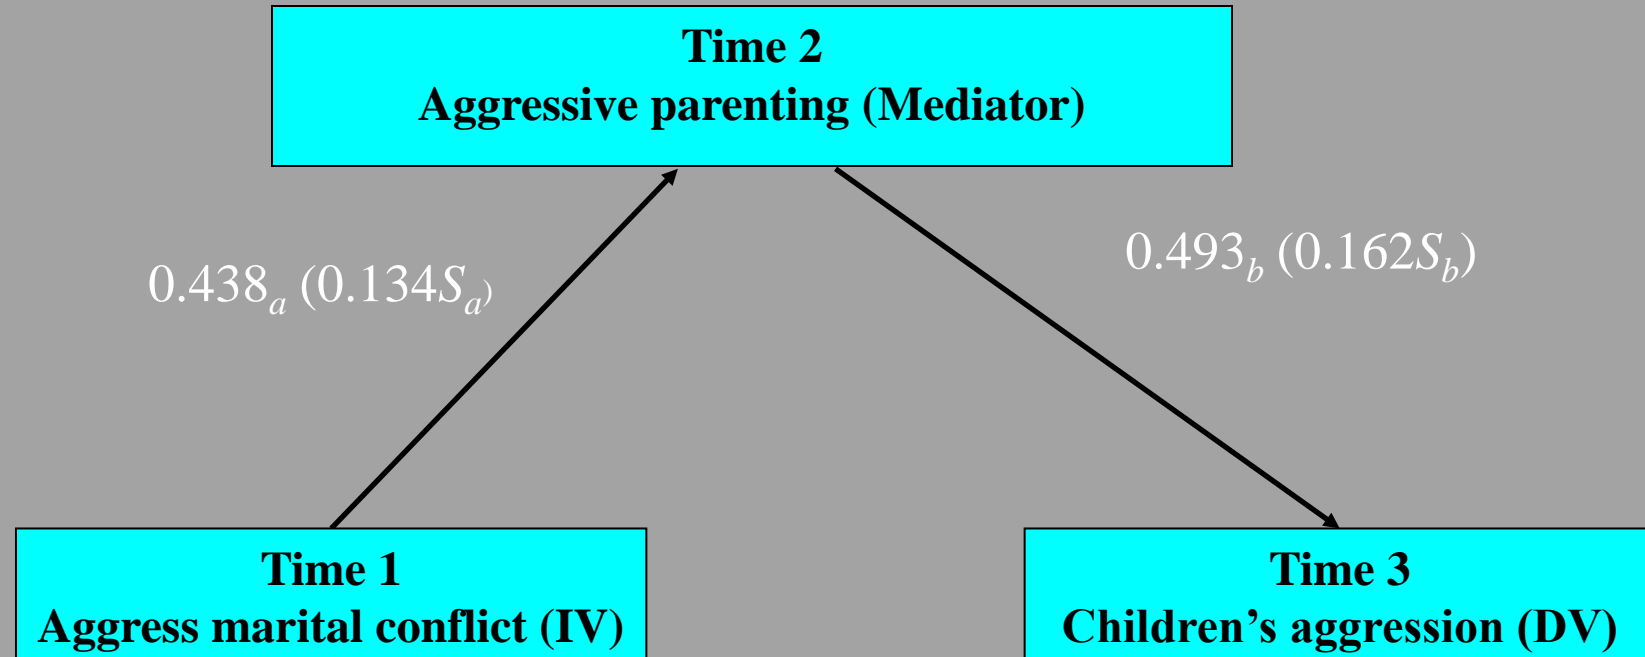 Time 2
Aggressive parenting (Mediator)
0.438a (0.134Sa)
0.493b (0.162Sb)
Time 1
Aggress marital conflict (IV)
Time 3
Children’s aggression (DV)